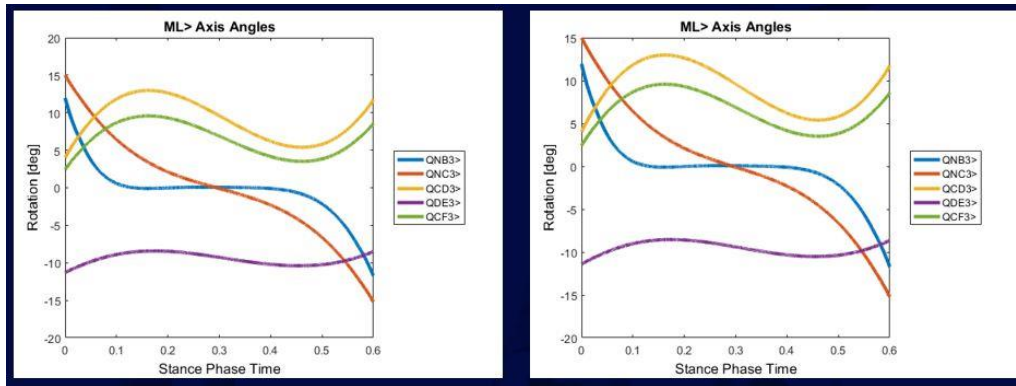 ML> Axis Angles
20
15
10
5
0
-5
-10
-15
-20
Rotation [deg]
0 0.1 0.2 0.3 0.4 0.5 0.6
Stance Phase Time
QNB3>
QNC3>
QCD3>
QDE3>
QCF3>
ML> Axis Angles
15
10
5
0
-5
-10
-15
-20
Rotation [deg]
0 0.1 0.2 0.3 0.4 0.5 0.6
Stance Phase Time
QNB3>
QNC3>
QCD3>
QDE3>
QCF3>